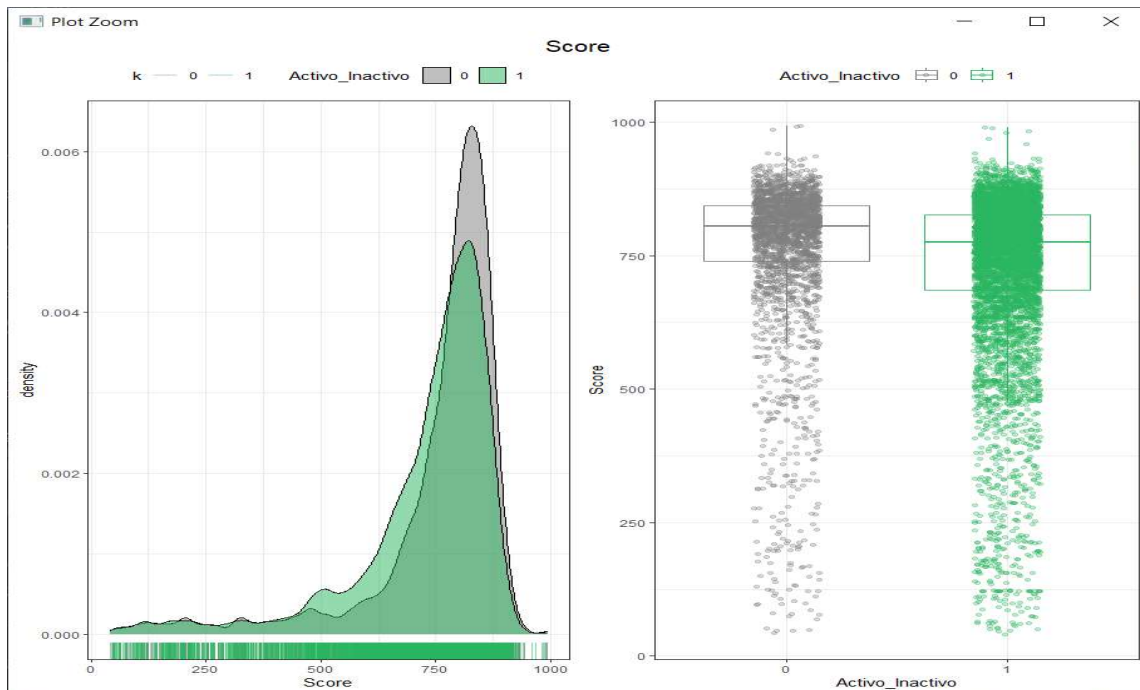 Plot Zoom
Score
k 0 1 Activo_Inactivo 0 1
Activo_Inactivo 0 1
density
0.006
0.004
0.002
0.000
0 250 500 750 1000
Score
Score
1000
750
500
250
0
0 1
Activo_Inactivo